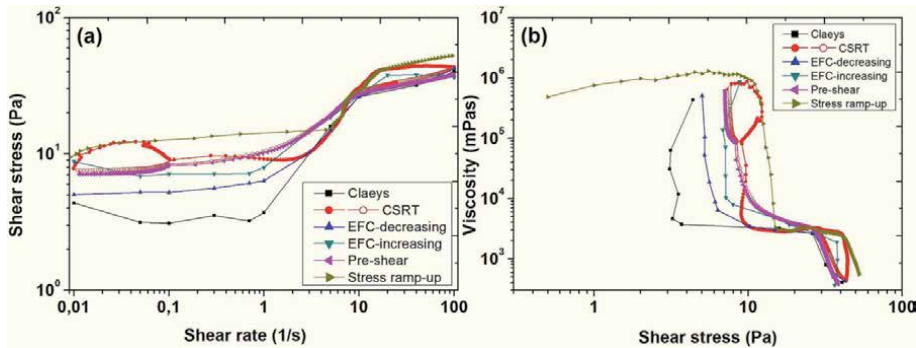 (a)
10²
10¹
10⁰
Shear stress (Pa)
0,01
0,1
1
10
100
Shear rate (1/s)
Claeys
CSRT
EFC-decreasing
EFC-increasing
Pre-shear
Stress ramp-up
(b)
10⁷
10⁶
10⁵
10⁴
10³
Viscosity (mPas)
1
10
100
Shear stress (Pa)
Claeys
CSRT
EFC-decreasing
EFC-increasing
Pre-shear
Stress ramp-up